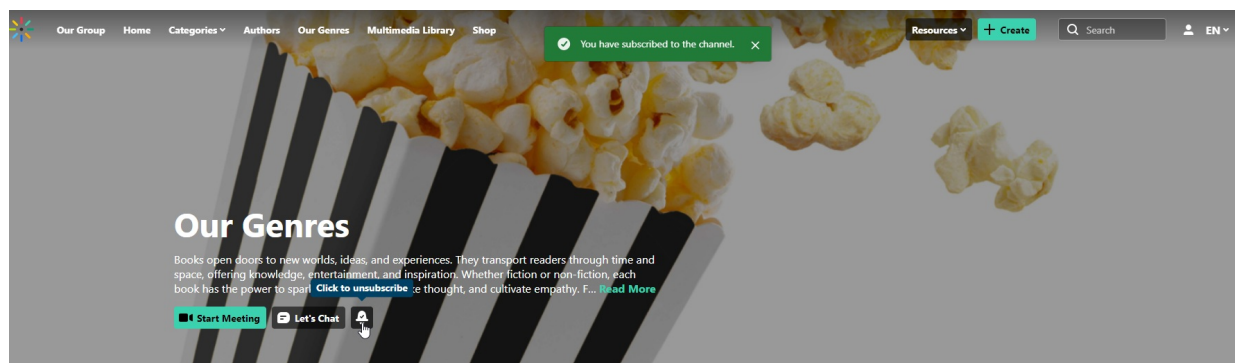 Our Group Home Categories Authors Our Genres Multimedia Library Shop
You have subscribed to the channel.
Resources + Create Search EN
Our Genres
Books open doors to new worlds, ideas, and experiences. They transport readers through time and
space, offering knowledge, entertainment, and inspiration. Whether fiction or non-fiction, each
book has the power to spar Click to unsubscribe ce thought, and cultivate empathy. F... Read More
Start Meeting Let's Chat